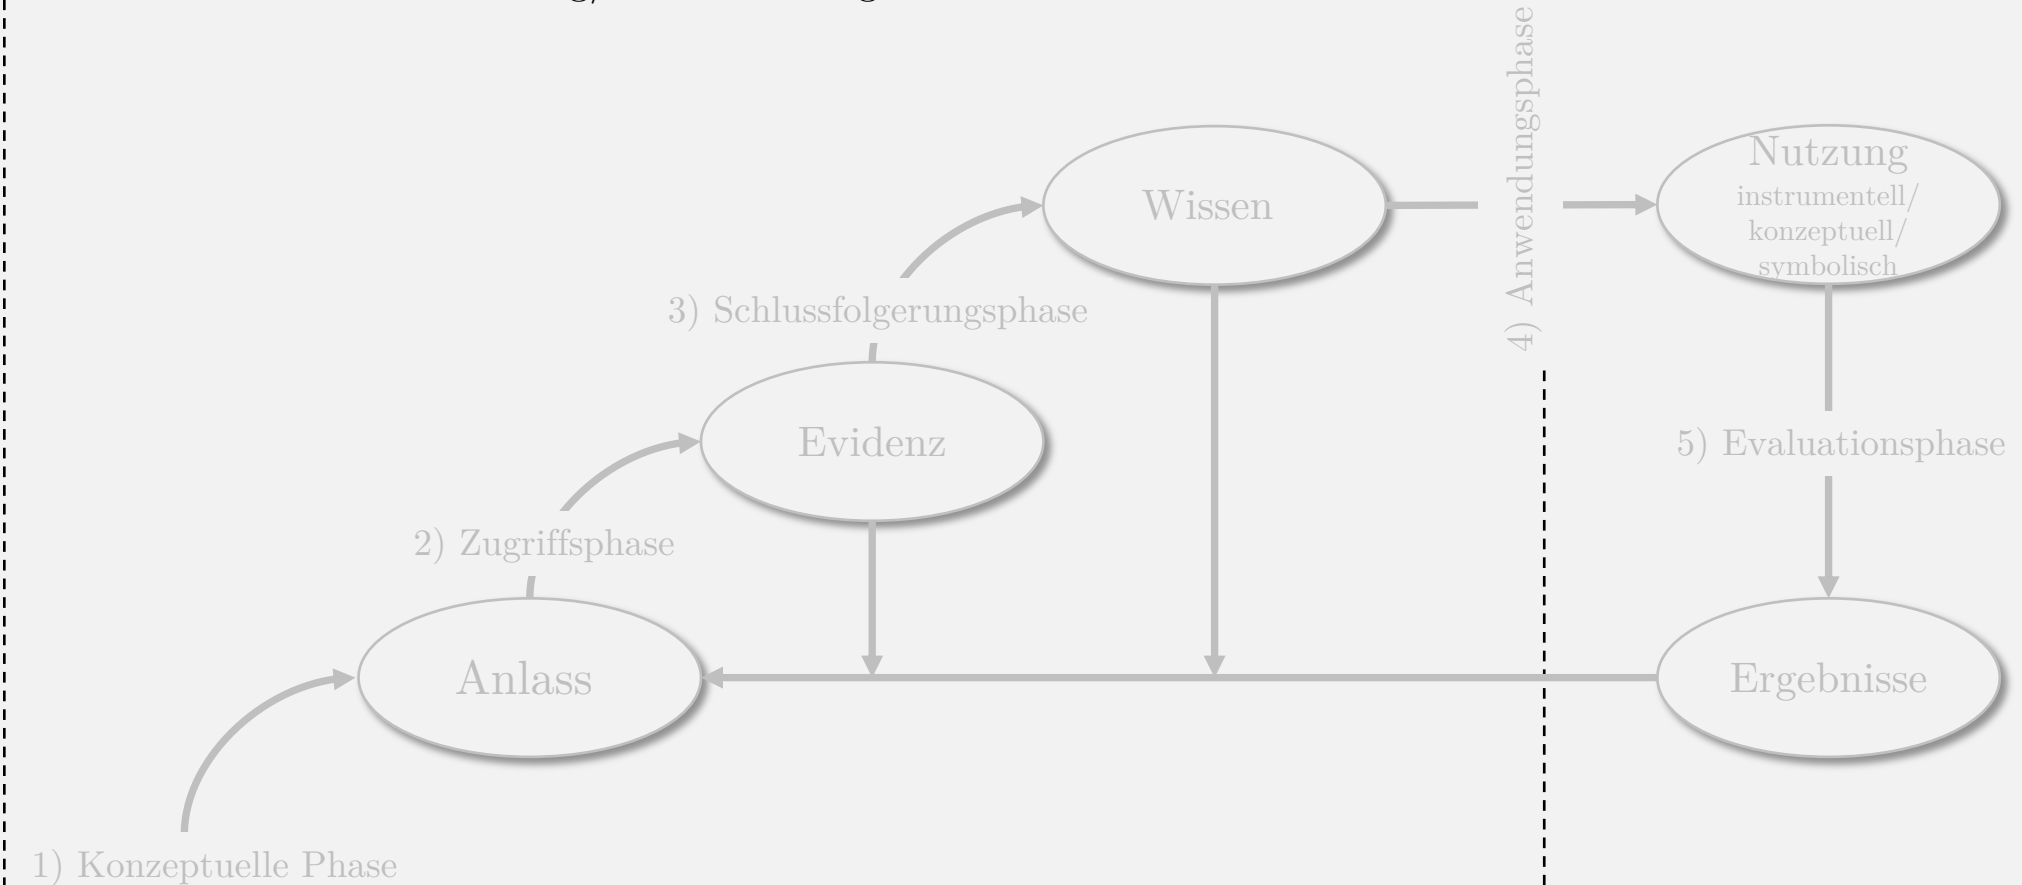 4) Anwendungsphase
Nutzung
instrumentell/
konzeptuell/
symbolisch
Wissen
3) Schlussfolgerungsphase
Evidenz
5) Evaluationsphase
2) Zugriffsphase
Anlass
Ergebnisse
1) Konzeptuelle Phase